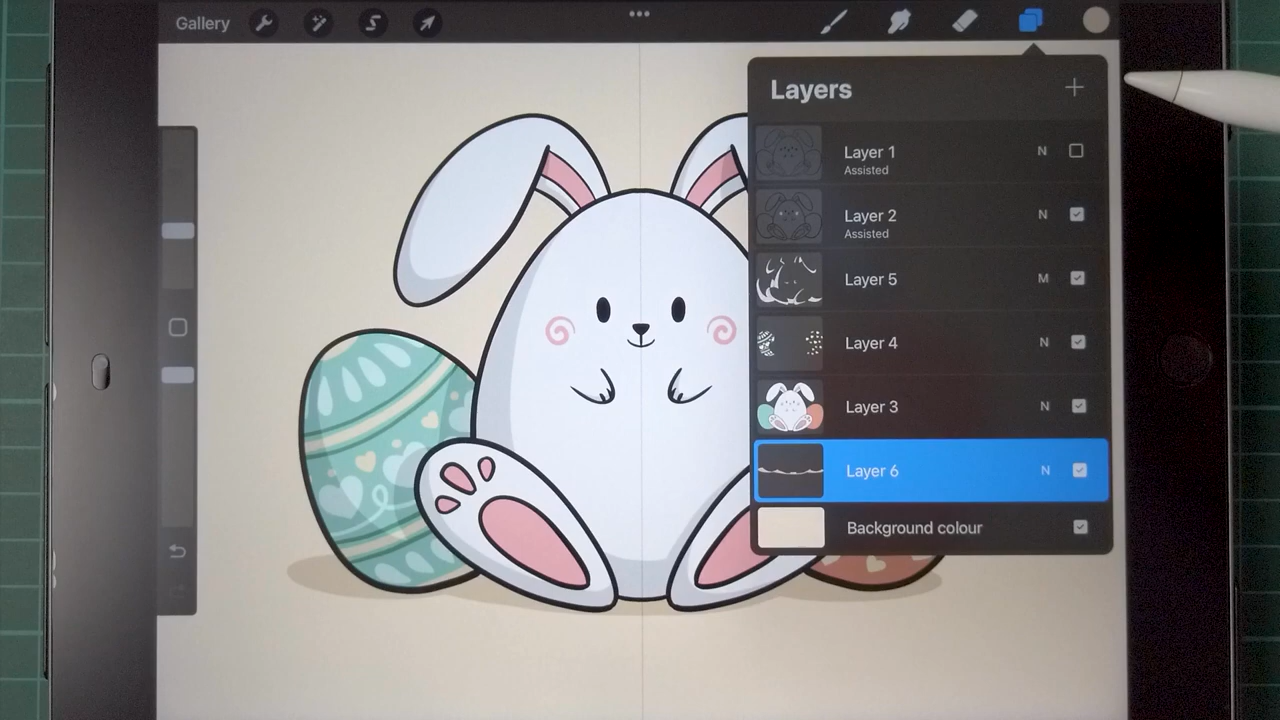 Gallery
Layers
Layer 1 N
Assisted
Layer 2 N
Assisted
Layer 5 M
Layer 4 N
Layer 3 N
Layer 6 N
Background colour